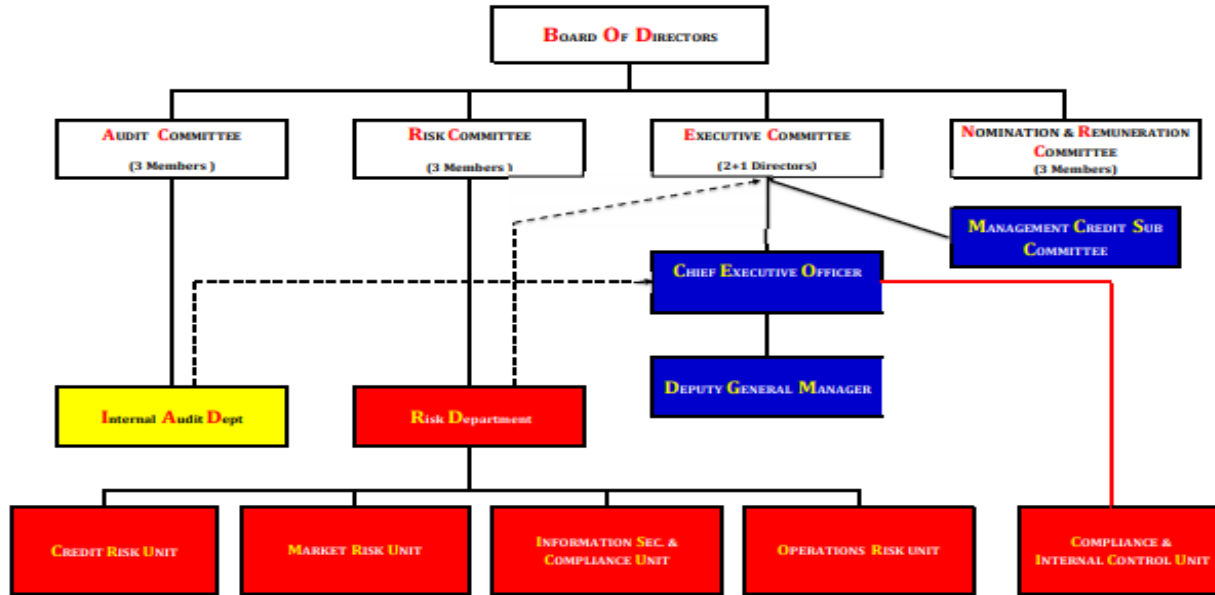 BOARD OF DIRECTORS
AUDIT COMMITTEE
(3 Members )
RISK COMMITTEE
(3 Members )
EXECUTIVE COMMITTEE
(2+1 Directors)
NOMINATION & REMUNERATION
COMMITTEE
(3 Members)
MANAGEMENT CREDIT SUB
COMMITTEE
CHIEF EXECUTIVE OFFICER
DEPUTY GENERAL MANAGER
Internal Audit Dept
Risk Department
CREDIT RISK UNIT
MARKET RISK UNIT
INFORMATION SEC. &
COMPLIANCE UNIT
OPERATIONS RISK UNIT
COMPLIANCE &
INTERNAL CONTROL UNIT